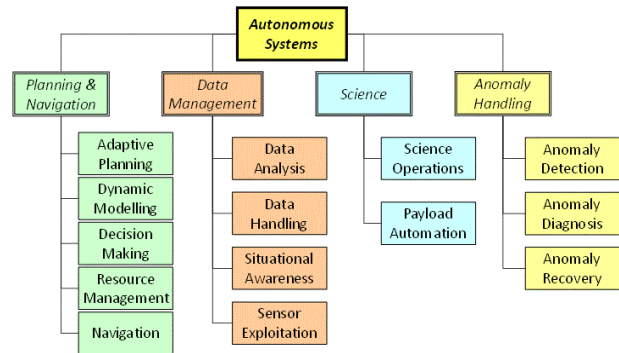 Autonomous
Systems
Planning &
Navigation
Data
Management
Science
Anomaly
Handling
Adaptive
Planning
Dynamic
Modelling
Decision
Making
Resource
Management
Navigation
Data
Analysis
Data
Handling
Situational
Awareness
Sensor
Exploitation
Science
Operations
Payload
Automation
Anomaly
Detection
Anomaly
Diagnosis
Anomaly
Recovery